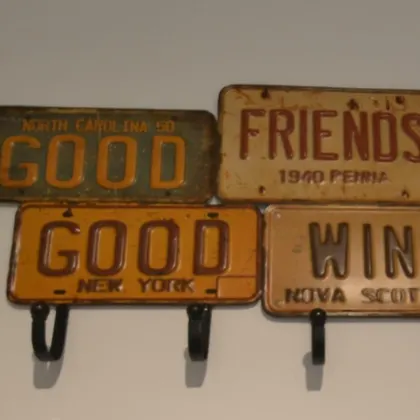 NORTH CAROLINA 50
GOOD
FRIENDS
1940 PENNA
GOOD
NEW YORK
WIN
NOVA SCOT